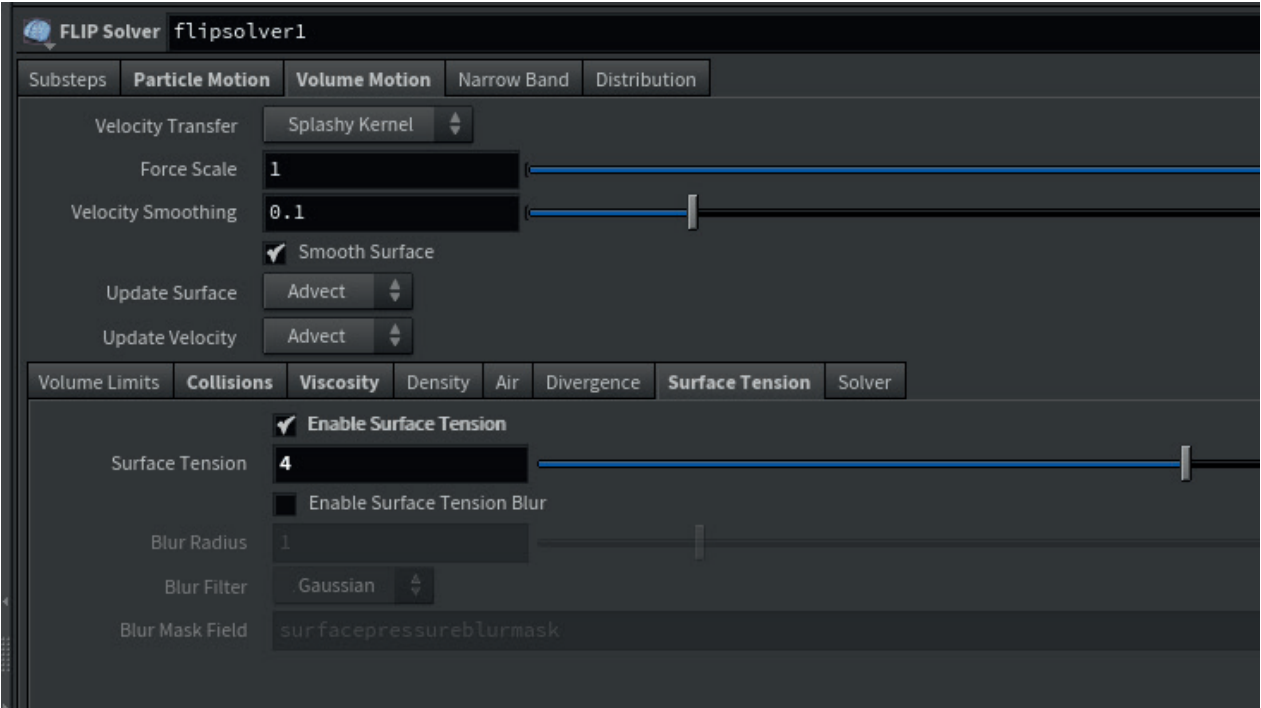 FLIP Solver flipsolver1
Substeps Particle Motion Volume Motion Narrow Band Distribution
Velocity Transfer Splashy Kernel
Force Scale 1
Velocity Smoothing 0.1
Smooth Surface
Update Surface Advect
Update Velocity Advect
Volume Limits Collisions Viscosity Density Air Divergence Surface Tension Solver
Enable Surface Tension
Surface Tension 4
Enable Surface Tension Blur
Blur Radius 1
Blur Filter Gaussian
Blur Mask Field surfacepressureblurmask